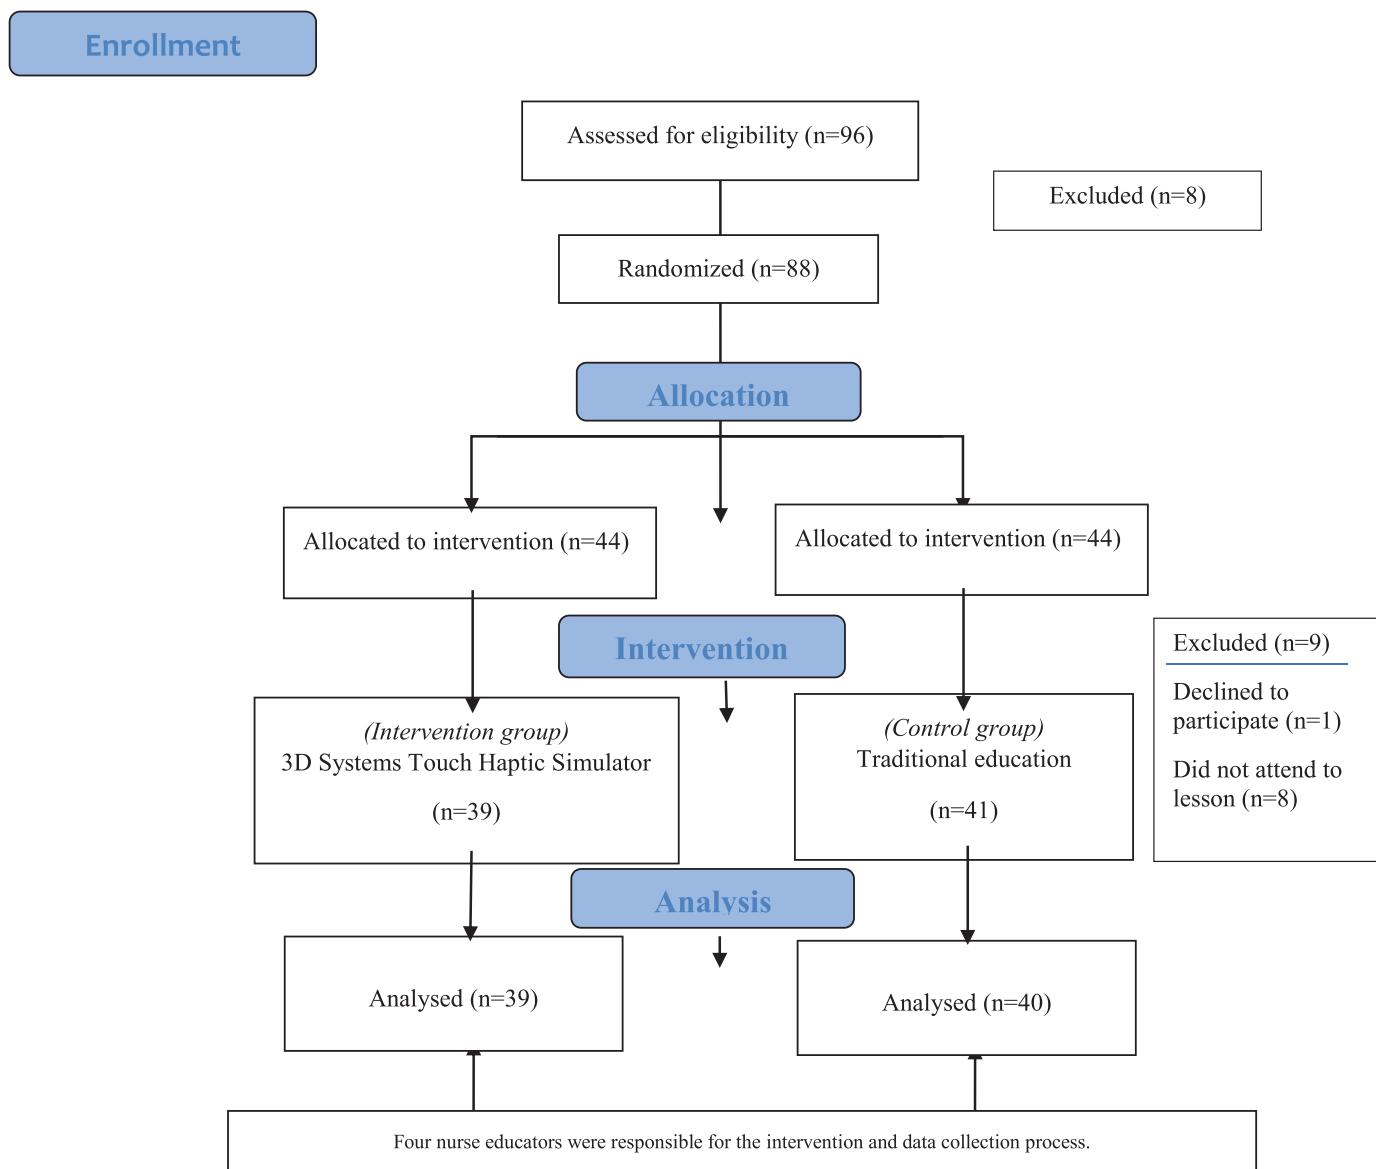 Enrollment
Assessed for eligibility (n=96)
Excluded (n=8)
Randomized (n=88)
Allocation
Allocated to intervention (n=44)
Allocated to intervention (n=44)
Intervention
Excluded (n=9)
Declined to
participate (n=1)
Did not attend to
lesson (n=8)
(Intervention group)
3D Systems Touch Haptic Simulator
(n=39)
(Control group)
Traditional education
(n=41)
Analysis
Analysed (n=39)
Analysed (n=40)
Four nurse educators were responsible for the intervention and data collection process.